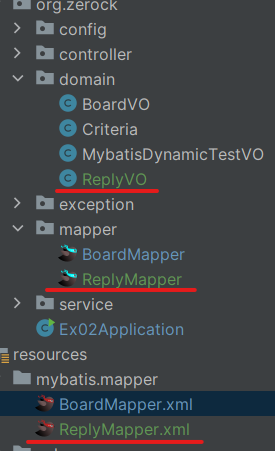 org.zerock
config
controller
domain
BoardVO
Criteria
MybatisDynamicTestVO
ReplyVO
exception
mapper
BoardMapper
ReplyMapper
service
Ex02Application
resources
mybatis.mapper
BoardMapper.xml
ReplyMapper.xml